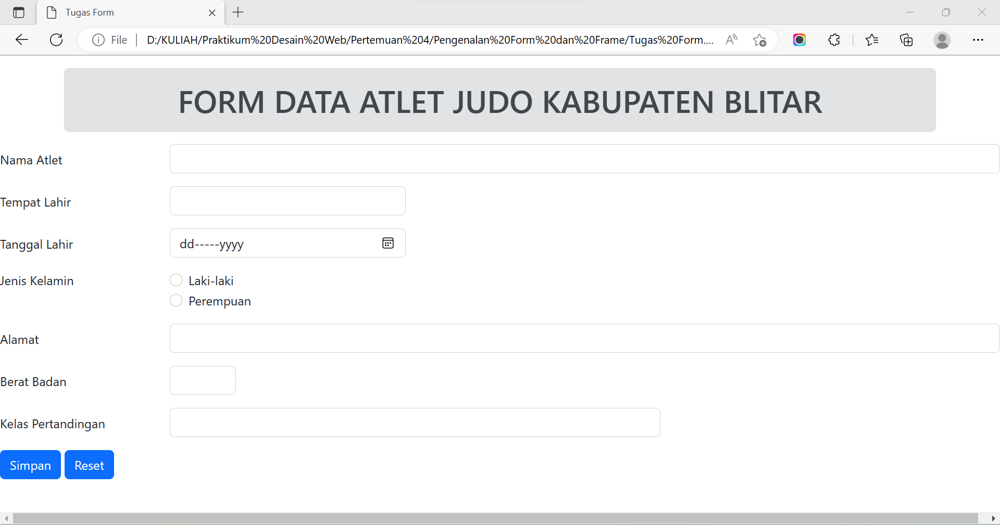 Tugas Form
File D:/KULIAH/Praktikum%20Desain%20Web/Pertemuan%204/Pengenalan%20Form%20dan%20Frame/Tugas%20Form....
FORM DATA ATLET JUDO KABUPATEN BLITAR
Nama Atlet
Tempat Lahir
Tanggal Lahir dd-----yyyy
Jenis Kelamin Laki-laki
Perempuan
Alamat
Berat Badan
Kelas Pertandingan
Simpan Reset